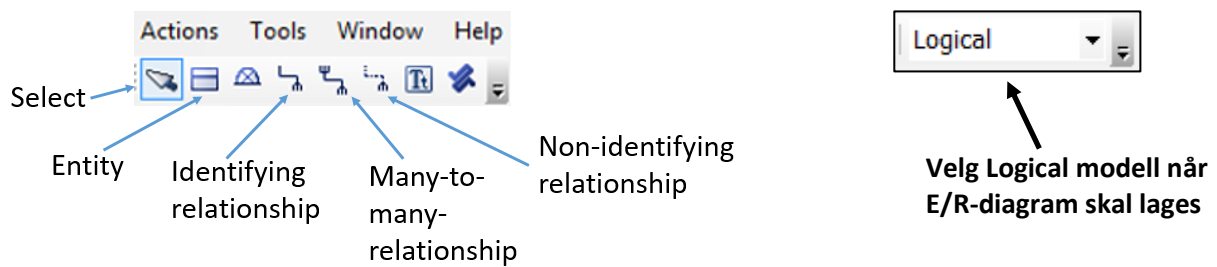 Actions Tools Window Help
Logical
Tt
Select
Entity
Identifying
relationship
Many-to-
many-
relationship
Non-identifying
relationship
Velg Logical modell når
E/R-diagram skal lages